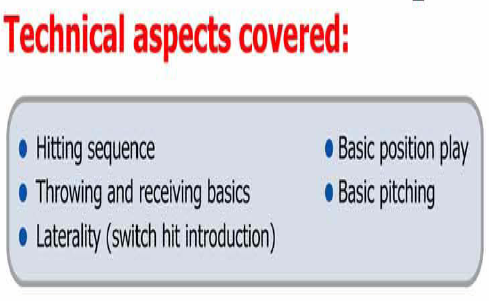 Technical aspects covered:
• Hitting sequence
• Throwing and receiving basics
• Laterality (switch hit introduction)
• Basic position play
• Basic pitching